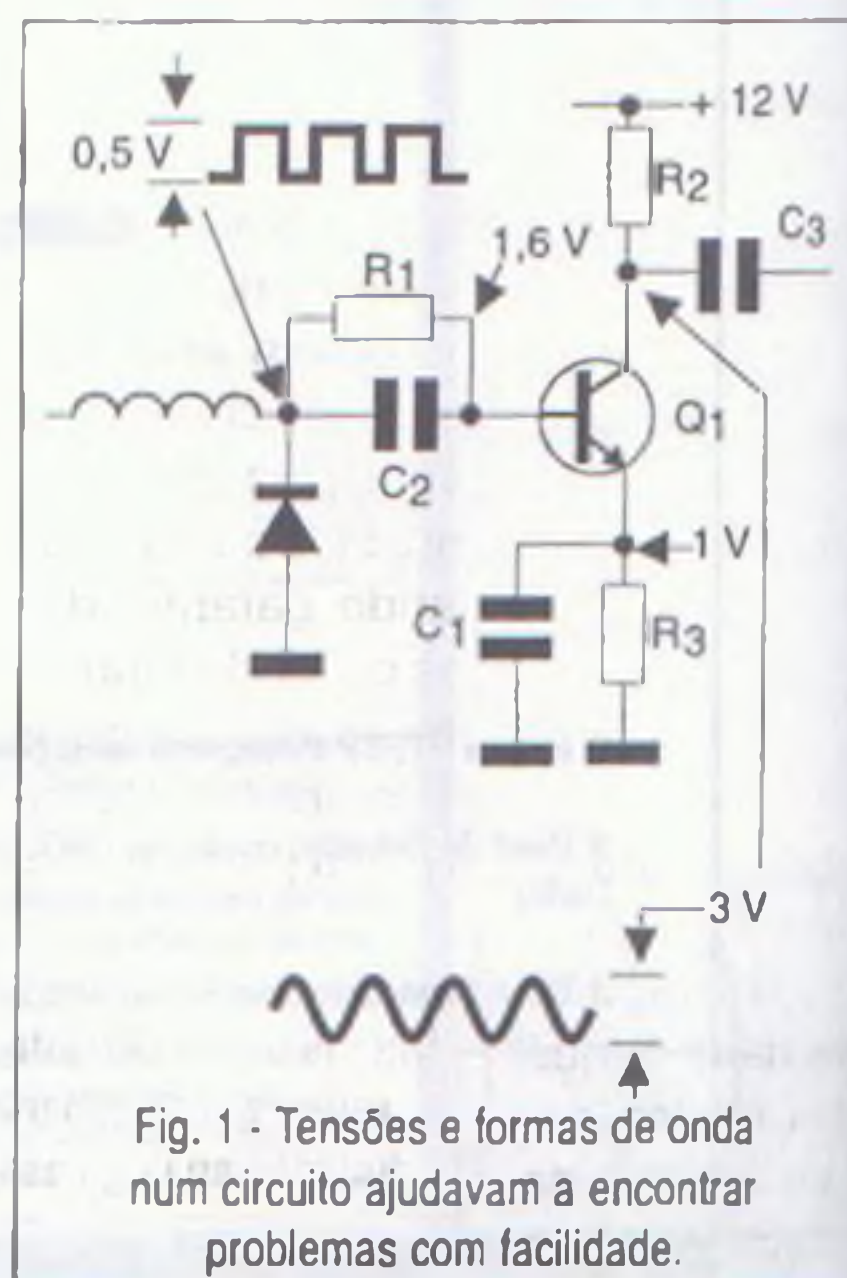 + 12 V
0,5 V
R2
C3
1,6 V
R1
Q1
C2
1 V
C1
R3
3 V
Fig. 1 - Tensões e formas de onda
num circuito ajudavam a encontrar
problemas com facilidade.